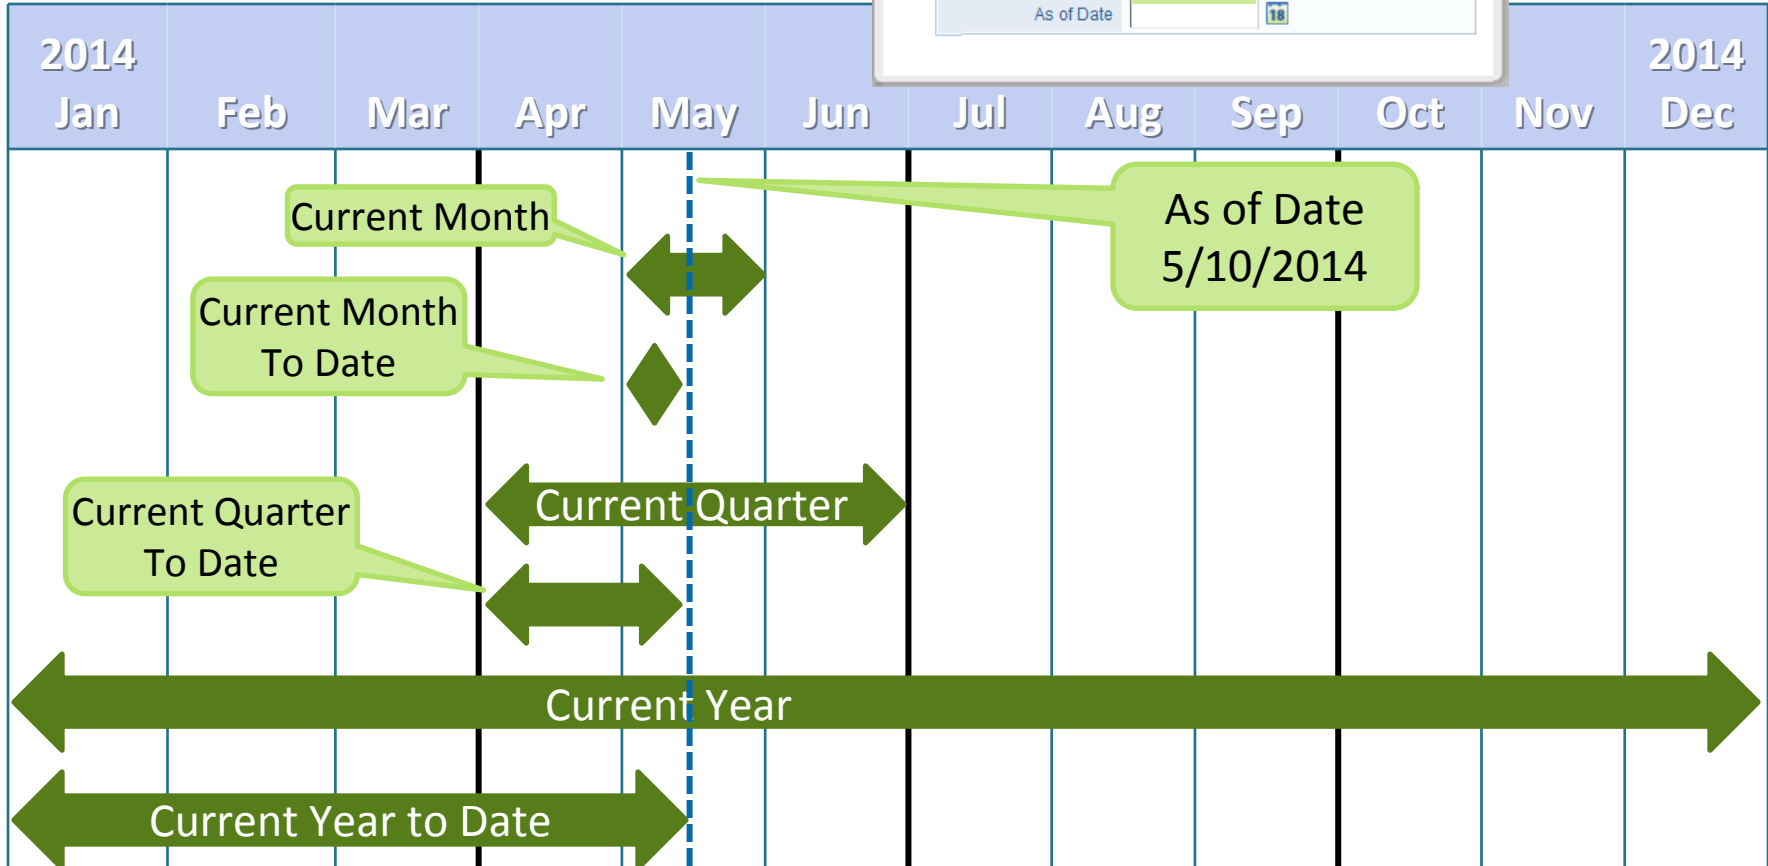 As of Date
18
2014
2014
Jan Feb Mar Apr May Jun Jul Aug Sep Oct Nov Dec
As of Date
5/10/2014
Current Month
Current Month
To Date
Current Quarter
Current Quarter
To Date
Current Year
Current Year to Date